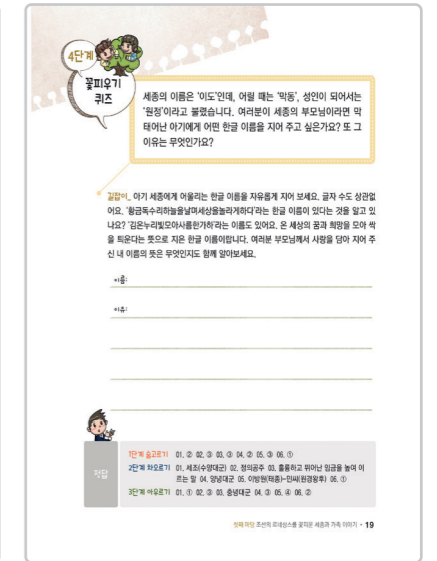 4단계
꽃피우기
퀴즈
세종의 이름은 '이도'인데, 어릴 때는 '막동', 성인이 되어서는
'원정'이라고 불렸습니다. 여러분이 세종의 부모님이라면 막
태어난 아기에게 어떤 한글 이름을 지어 주고 싶은가요? 또 그
이유는 무엇인가요?
길잡이_ 아기 세종에게 어울리는 한글 이름을 자유롭게 지어 보세요. 글자 수도 상관없
어요. '황금독수리하늘을날며세상을놀라게하다'라는 한글 이름이 있다는 것을 알고 있
나요? '김온누리빛모아사름한가하'라는 이름도 있어요. 온 세상의 꿈과 희망을 모아 싹
을 틔운다는 뜻으로 지은 한글 이름이랍니다. 여러분 부모님께서 사랑을 담아 지어 주
신 내 이름의 뜻은 무엇인지도 함께 알아보세요.
이름:
이유:
정답
1단계 숨고르기 01. ② 02. ③ 03. ③ 04. ② 05. ③ 06. ①
2단계 차오르기 01. 세조(수양대군) 02. 정의공주 03. 훌륭하고 뛰어난 임금을 높여 이
르는 말 04. 양녕대군 05. 이방원(태종)-민씨(원경왕후) 06. ①
3단계 아우르기 01. ① 02. ③ 03. 충녕대군 04. ③ 05. ④ 06. ②
첫째 마당 조선의 르네상스를 꽃피운 세종과 가족 이야기 • 19